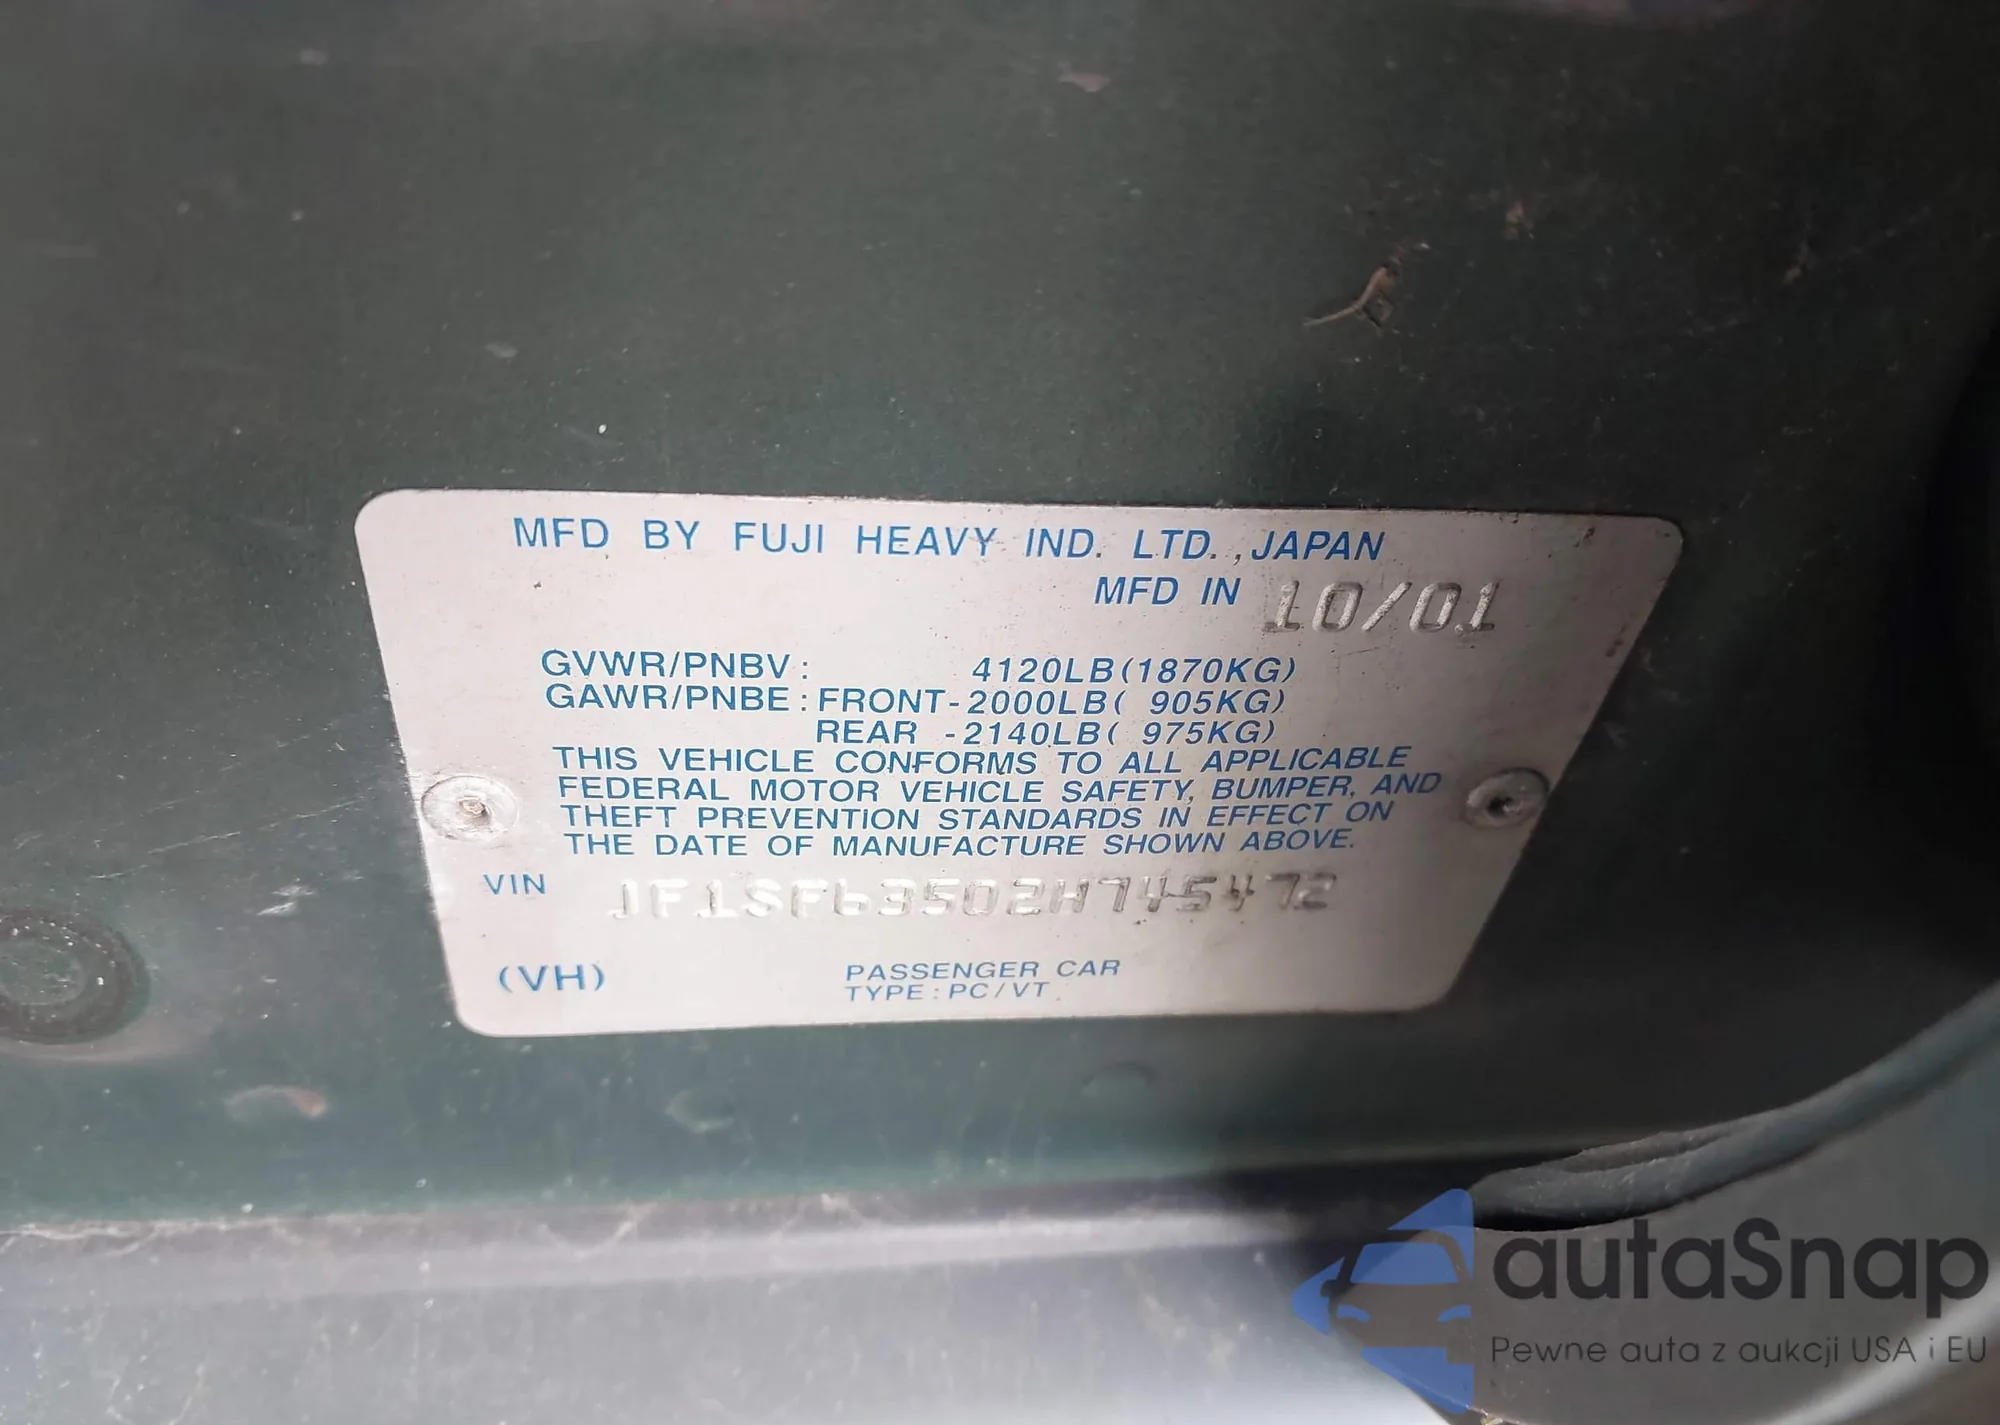 MFD BY FUJI HEAVY IND. LTD., JAPAN
MFD IN 10/01
GVWR/PNBV: 4120LB(1870KG)
GAWR/PNBE: FRONT-2000LB( 905KG)
REAR -2140LB( 975KG)
THIS VEHICLE CONFORMS TO ALL APPLICABLE
FEDERAL MOTOR VEHICLE SAFETY, BUMPER, AND
THEFT PREVENTION STANDARDS IN EFFECT ON
THE DATE OF MANUFACTURE SHOWN ABOVE.
VIN JF1SF63502H745472
(VH) PASSENGER CAR
TYPE: PC/VT
autaSnap
Pewne auta z aukcji USA i EU